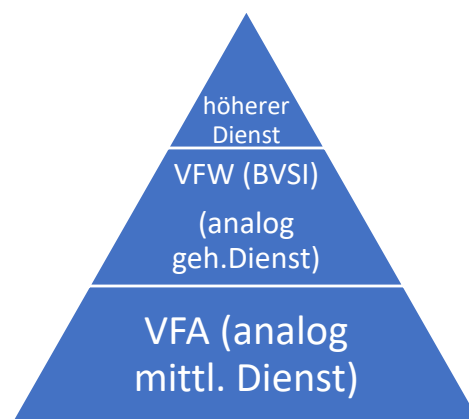 höherer
Dienst
VFW (BVSI)
(analog
geh.Dienst)
VFA (analog
mittl. Dienst)